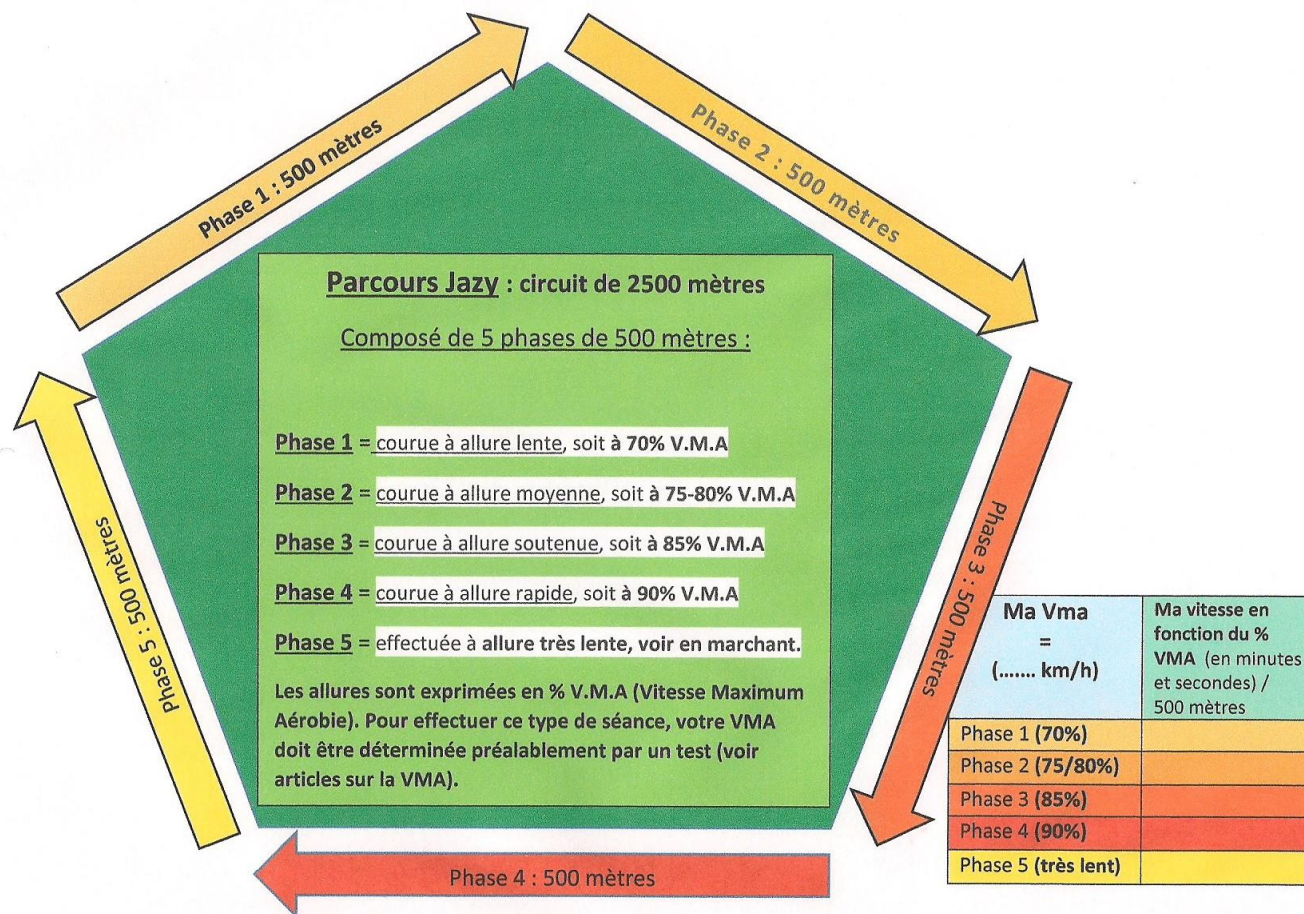 Phase 1 : 500 mètres
Phase 2 : 500 mètres
Parcours Jazy : circuit de 2500 mètres
Composé de 5 phases de 500 mètres :
Phase 1 = courue à allure lente, soit à 70% V.M.A
Phase 2 = courue à allure moyenne, soit à 75-80% V.M.A
Phase 3 = courue à allure soutenue, soit à 85% V.M.A
Phase 4 = courue à allure rapide, soit à 90% V.M.A
Phase 5 = effectuée à allure très lente, voir en marchant.
Les allures sont exprimées en % V.M.A (Vitesse Maximum
Aérobie). Pour effectuer ce type de séance, votre VMA
doit être déterminée préalablement par un test (voir
articles sur la VMA).
Phase 3 : 500 mètres
Phase 4 : 500 mètres
Phase 5 : 500 mètres
Ma Vma
=
(....... km/h)
Ma vitesse en
fonction du %
VMA (en minutes
et secondes) /
500 mètres
Phase 1 (70%)
Phase 2 (75/80%)
Phase 3 (85%)
Phase 4 (90%)
Phase 5 (très lent)